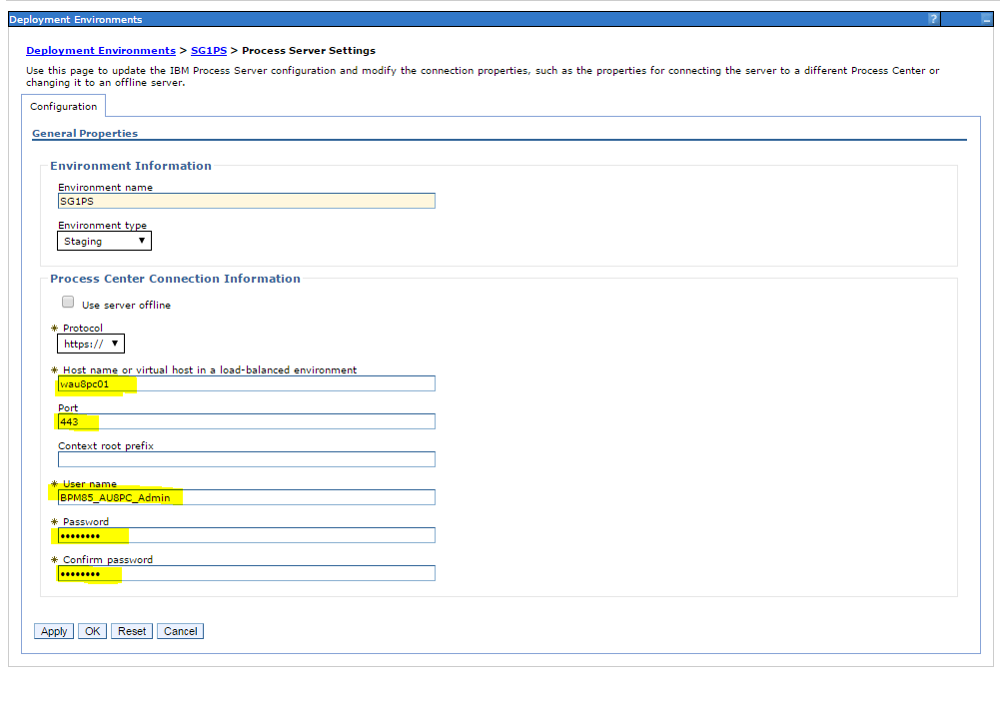 Deployment Environments ?
Deployment Environments > SG1PS > Process Server Settings
Use this page to update the IBM Process Server configuration and modify the connection properties, such as the properties for connecting the server to a different Process Center or
changing it to an offline server.
Configuration
General Properties
Environment Information
Environment name
SG1PS
Environment type
Staging
Process Center Connection Information
Use server offline
* Protocol
https://
* Host name or virtual host in a load-balanced environment
wau8pc01
Port
443
Context root prefix
* User name
BPM85_AU8PC_Admin
* Password
••••••••
* Confirm password
••••••••
Apply OK Reset Cancel